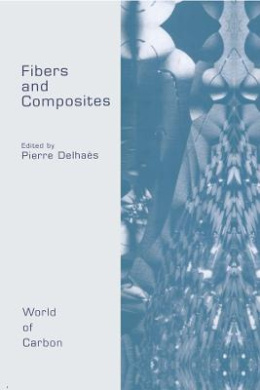 Fibers
and
Composites
Edited by
Pierre Delhaès
World
of
Carbon